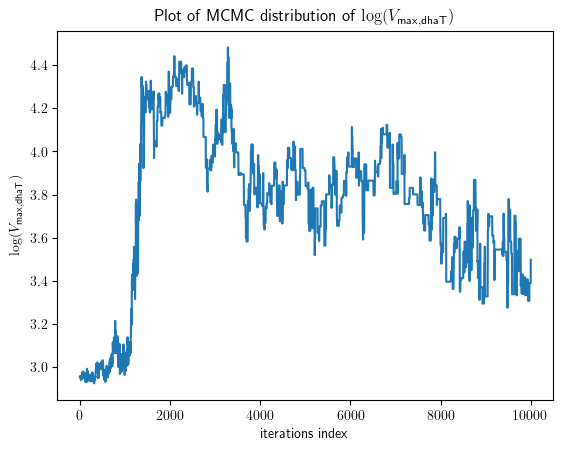 Plot of MCMC distribution of log(V_max,dhaT)
log(V_max,dhaT)
4.4
4.2
4.0
3.8
3.6
3.4
3.2
3.0
0 2000 4000 6000 8000 10000
iterations index